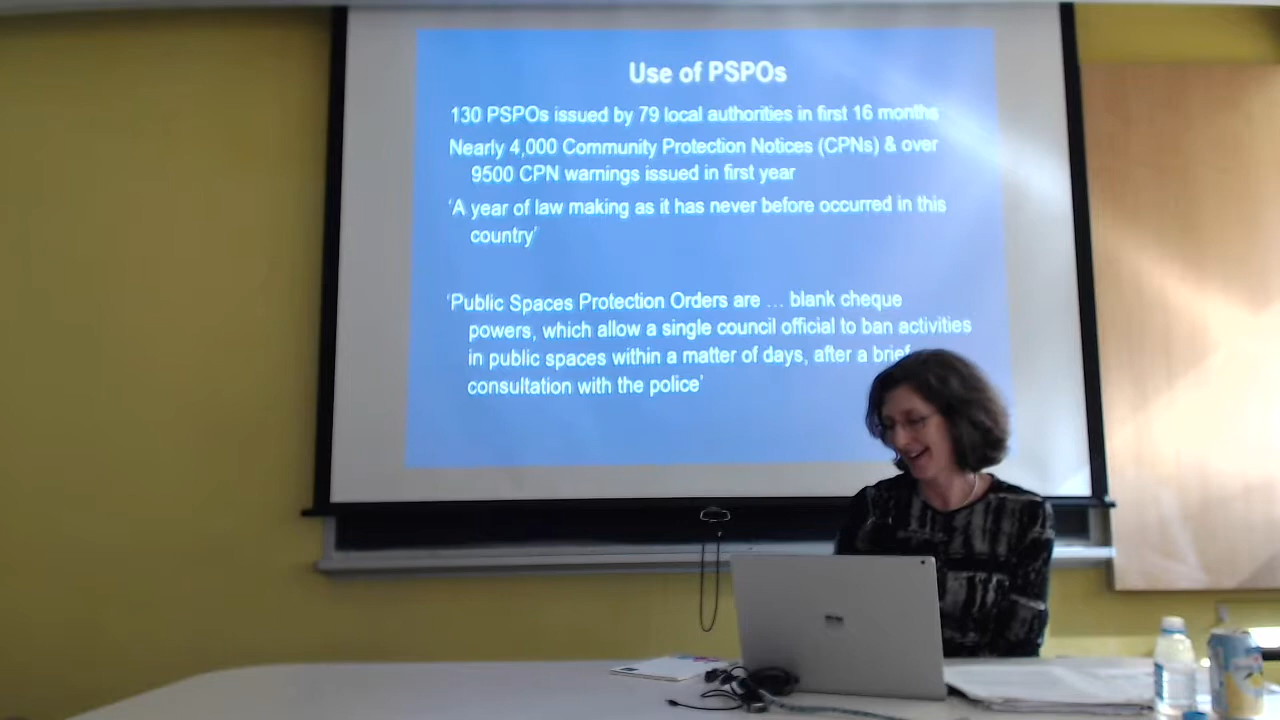 Use of PSPOs
130 PSPOs issued by 79 local authorities in first 16 months
Nearly 4,000 Community Protection Notices (CPNs) & over
9500 CPN warnings issued in first year
‘A year of law making as it has never before occurred in this
country’
‘Public Spaces Protection Orders are … blank cheque
powers, which allow a single council official to ban activities
in public spaces within a matter of days, after a brief
consultation with the police’